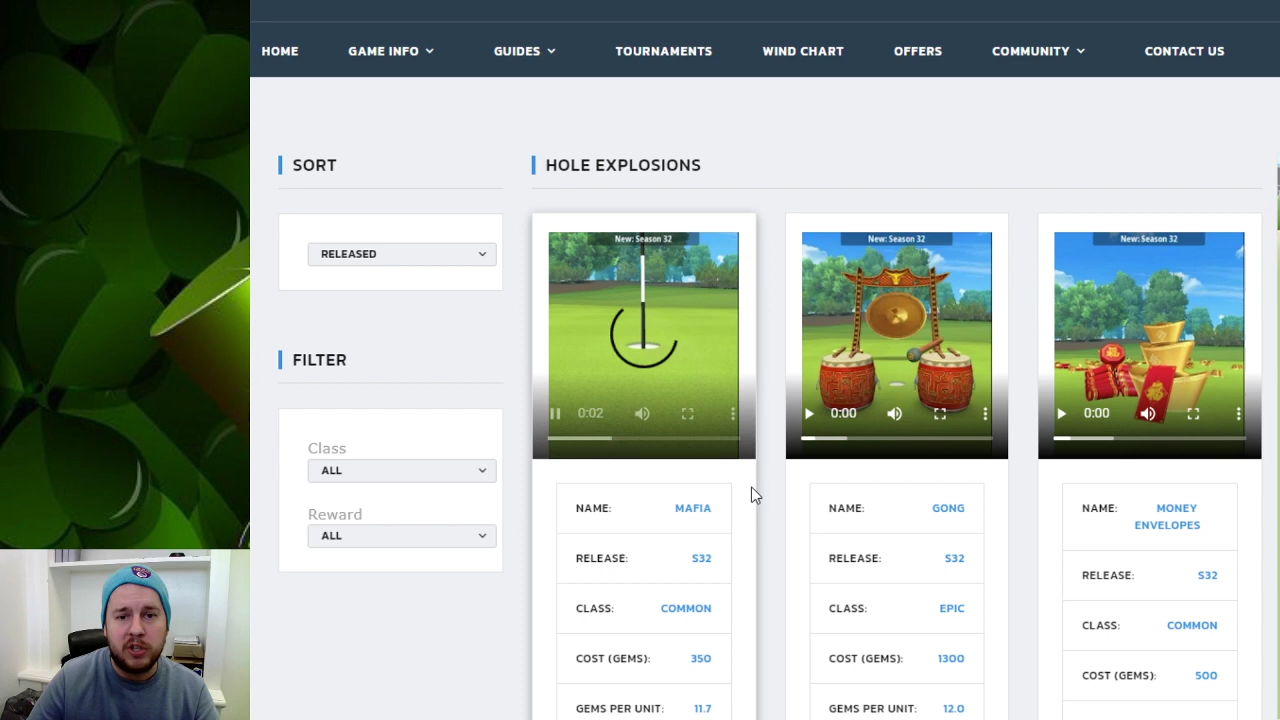 HOME GAME INFO GUIDES TOURNAMENTS WIND CHART OFFERS COMMUNITY CONTACT US
SORT
RELEASED
FILTER
Class
ALL
Reward
ALL
HOLE EXPLOSIONS
New: Season 32
0:02
NAME: MAFIA
RELEASE: S32
CLASS: COMMON
COST (GEMS): 350
GEMS PER UNIT: 11.7
New: Season 32
0:00
NAME: GONG
RELEASE: S32
CLASS: EPIC
COST (GEMS): 1300
GEMS PER UNIT: 12.0
New: Season 32
0:00
NAME: MONEY
ENVELOPES
RELEASE: S32
CLASS: COMMON
COST (GEMS): 500